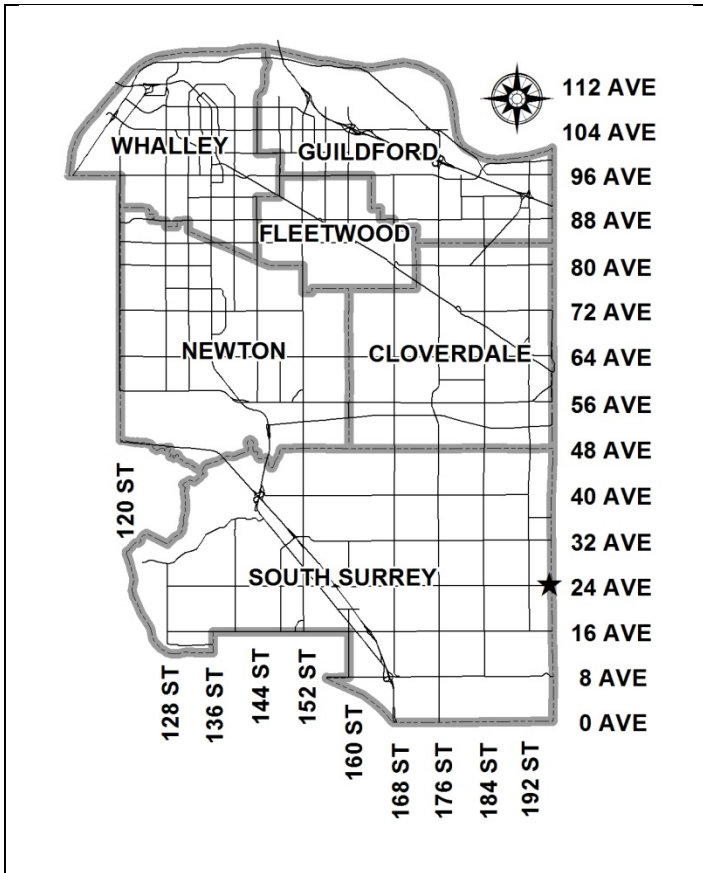 112 AVE
104 AVE
WHALLEY
GUILDFORD
96 AVE
88 AVE
FLEETWOOD
80 AVE
72 AVE
NEWTON
CLOVERDALE
64 AVE
56 AVE
48 AVE
120 ST
40 AVE
32 AVE
SOUTH SURREY
24 AVE
16 AVE
128 ST
136 ST
144 ST
152 ST
8 AVE
160 ST
0 AVE
168 ST
176 ST
184 ST
192 ST